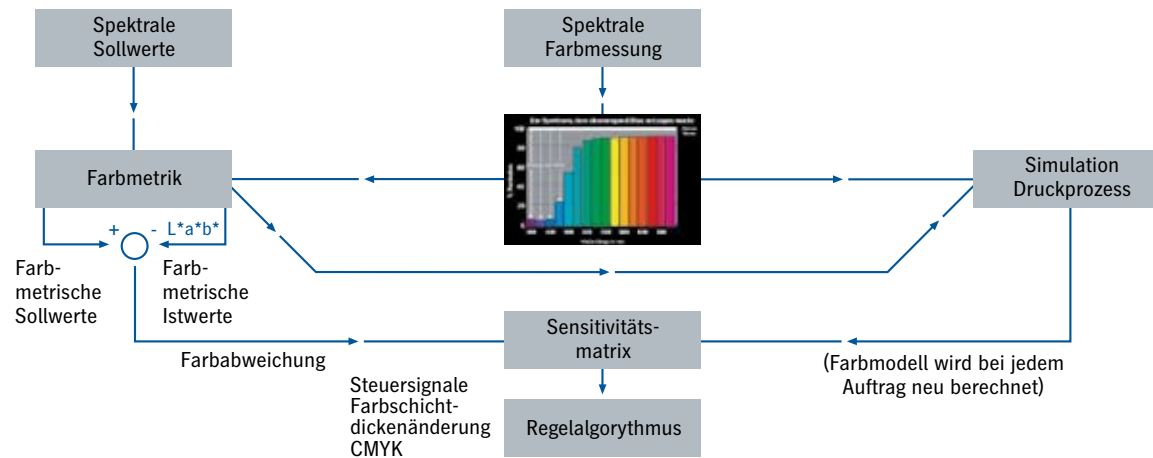 Spektrale
Sollwerte
Spektrale
Farbmessung
Farbmetrik
Simulation
Druckprozess
+
-
L*a*b*
Farb-
metrische
Sollwerte
Farb-
metrische
Istwerte
Farbabweichung
Sensitivitäts-
matrix
(Farbmodell wird bei jedem
Auftrag neu berechnet)
Steuersignale
Farbschicht-
dickenänderung
CMYK
Regelalgorythmus